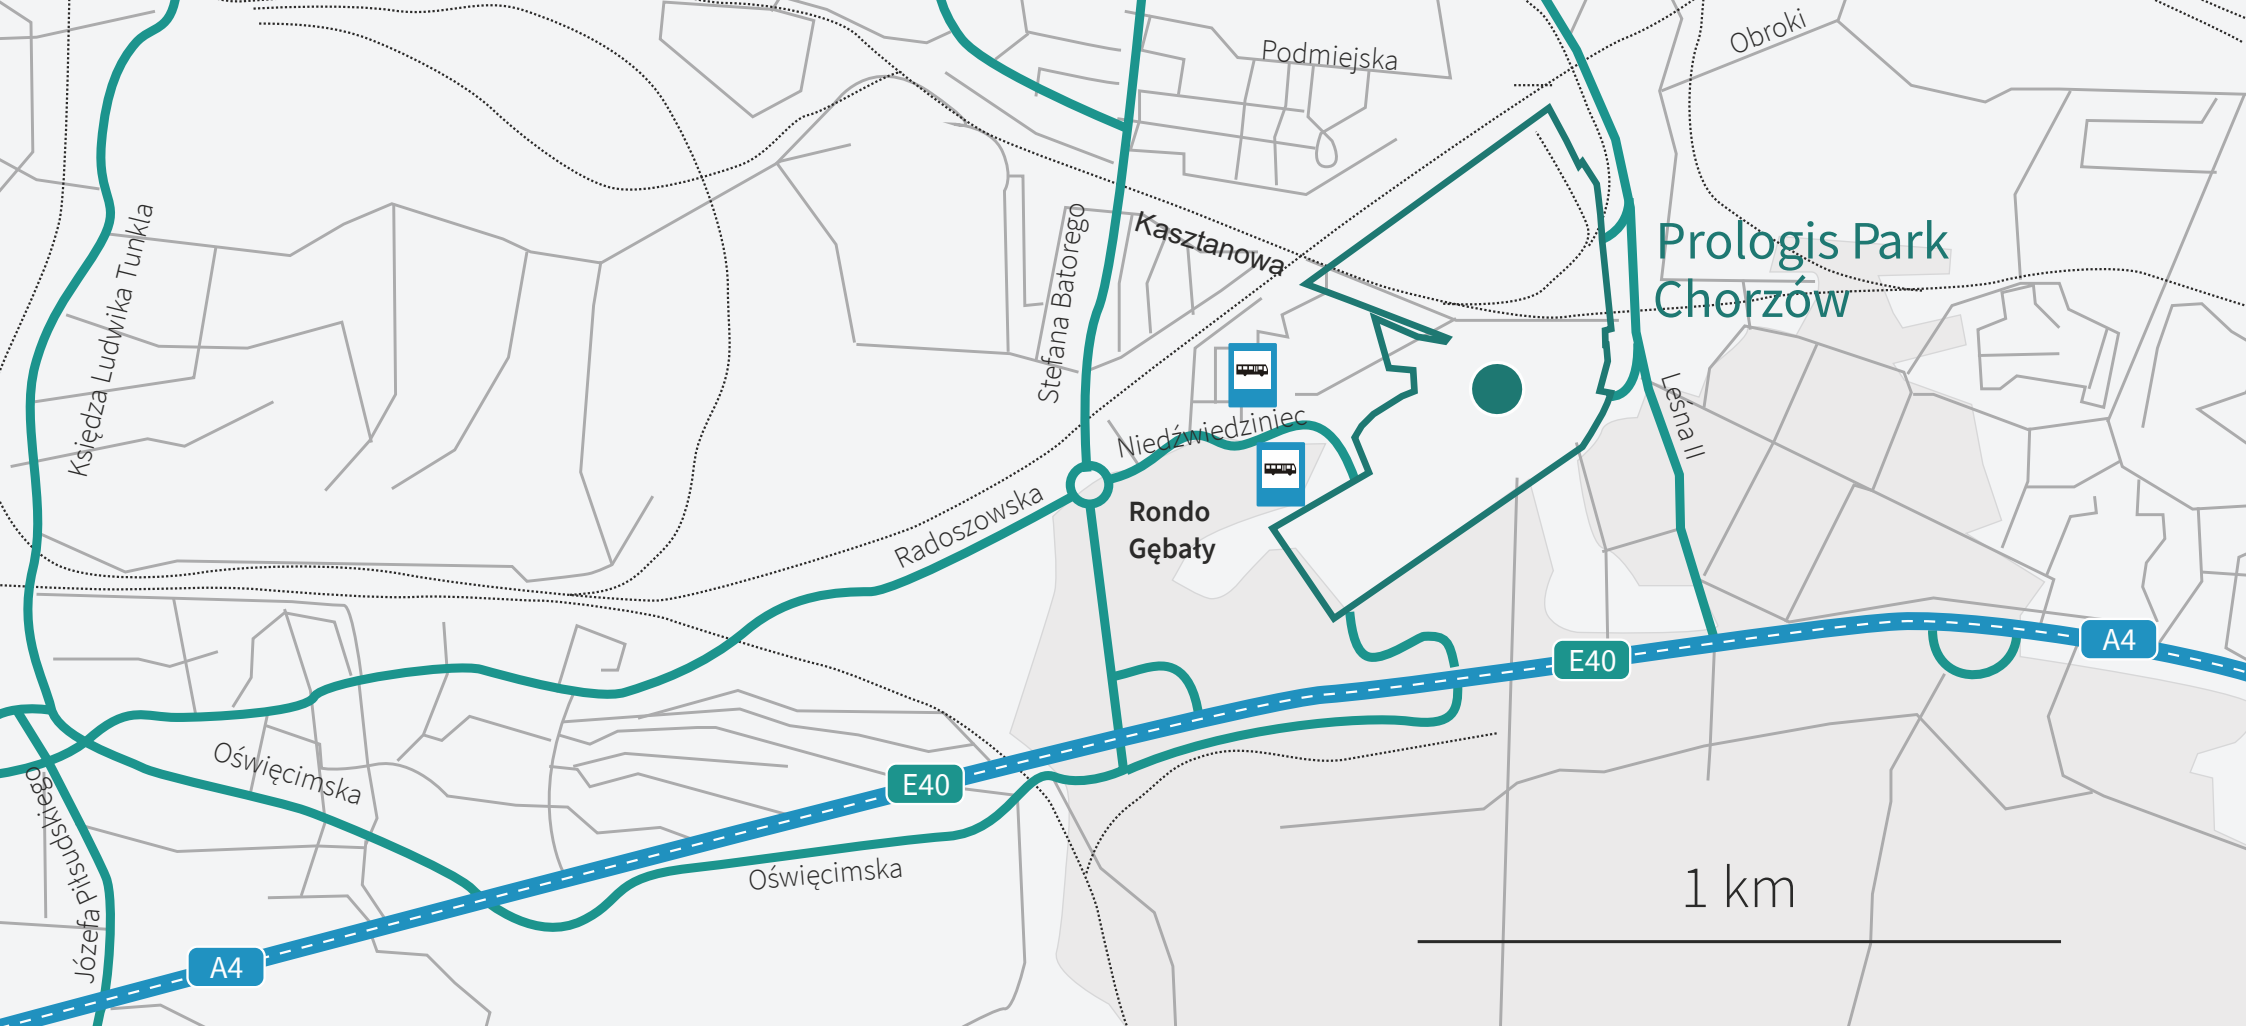 Podmiejska
Obroki
Księdza Ludwika Tunkla
Stefana Batorego
Kasztanowa
Prologis Park
Chorzów
Leśna II
Niedźwiedziniec
Radoszowska
Rondo
Gębały
E40
A4
Oświęcimska
E40
Józefa Piłsudskiego
Oświęcimska
1 km
A4